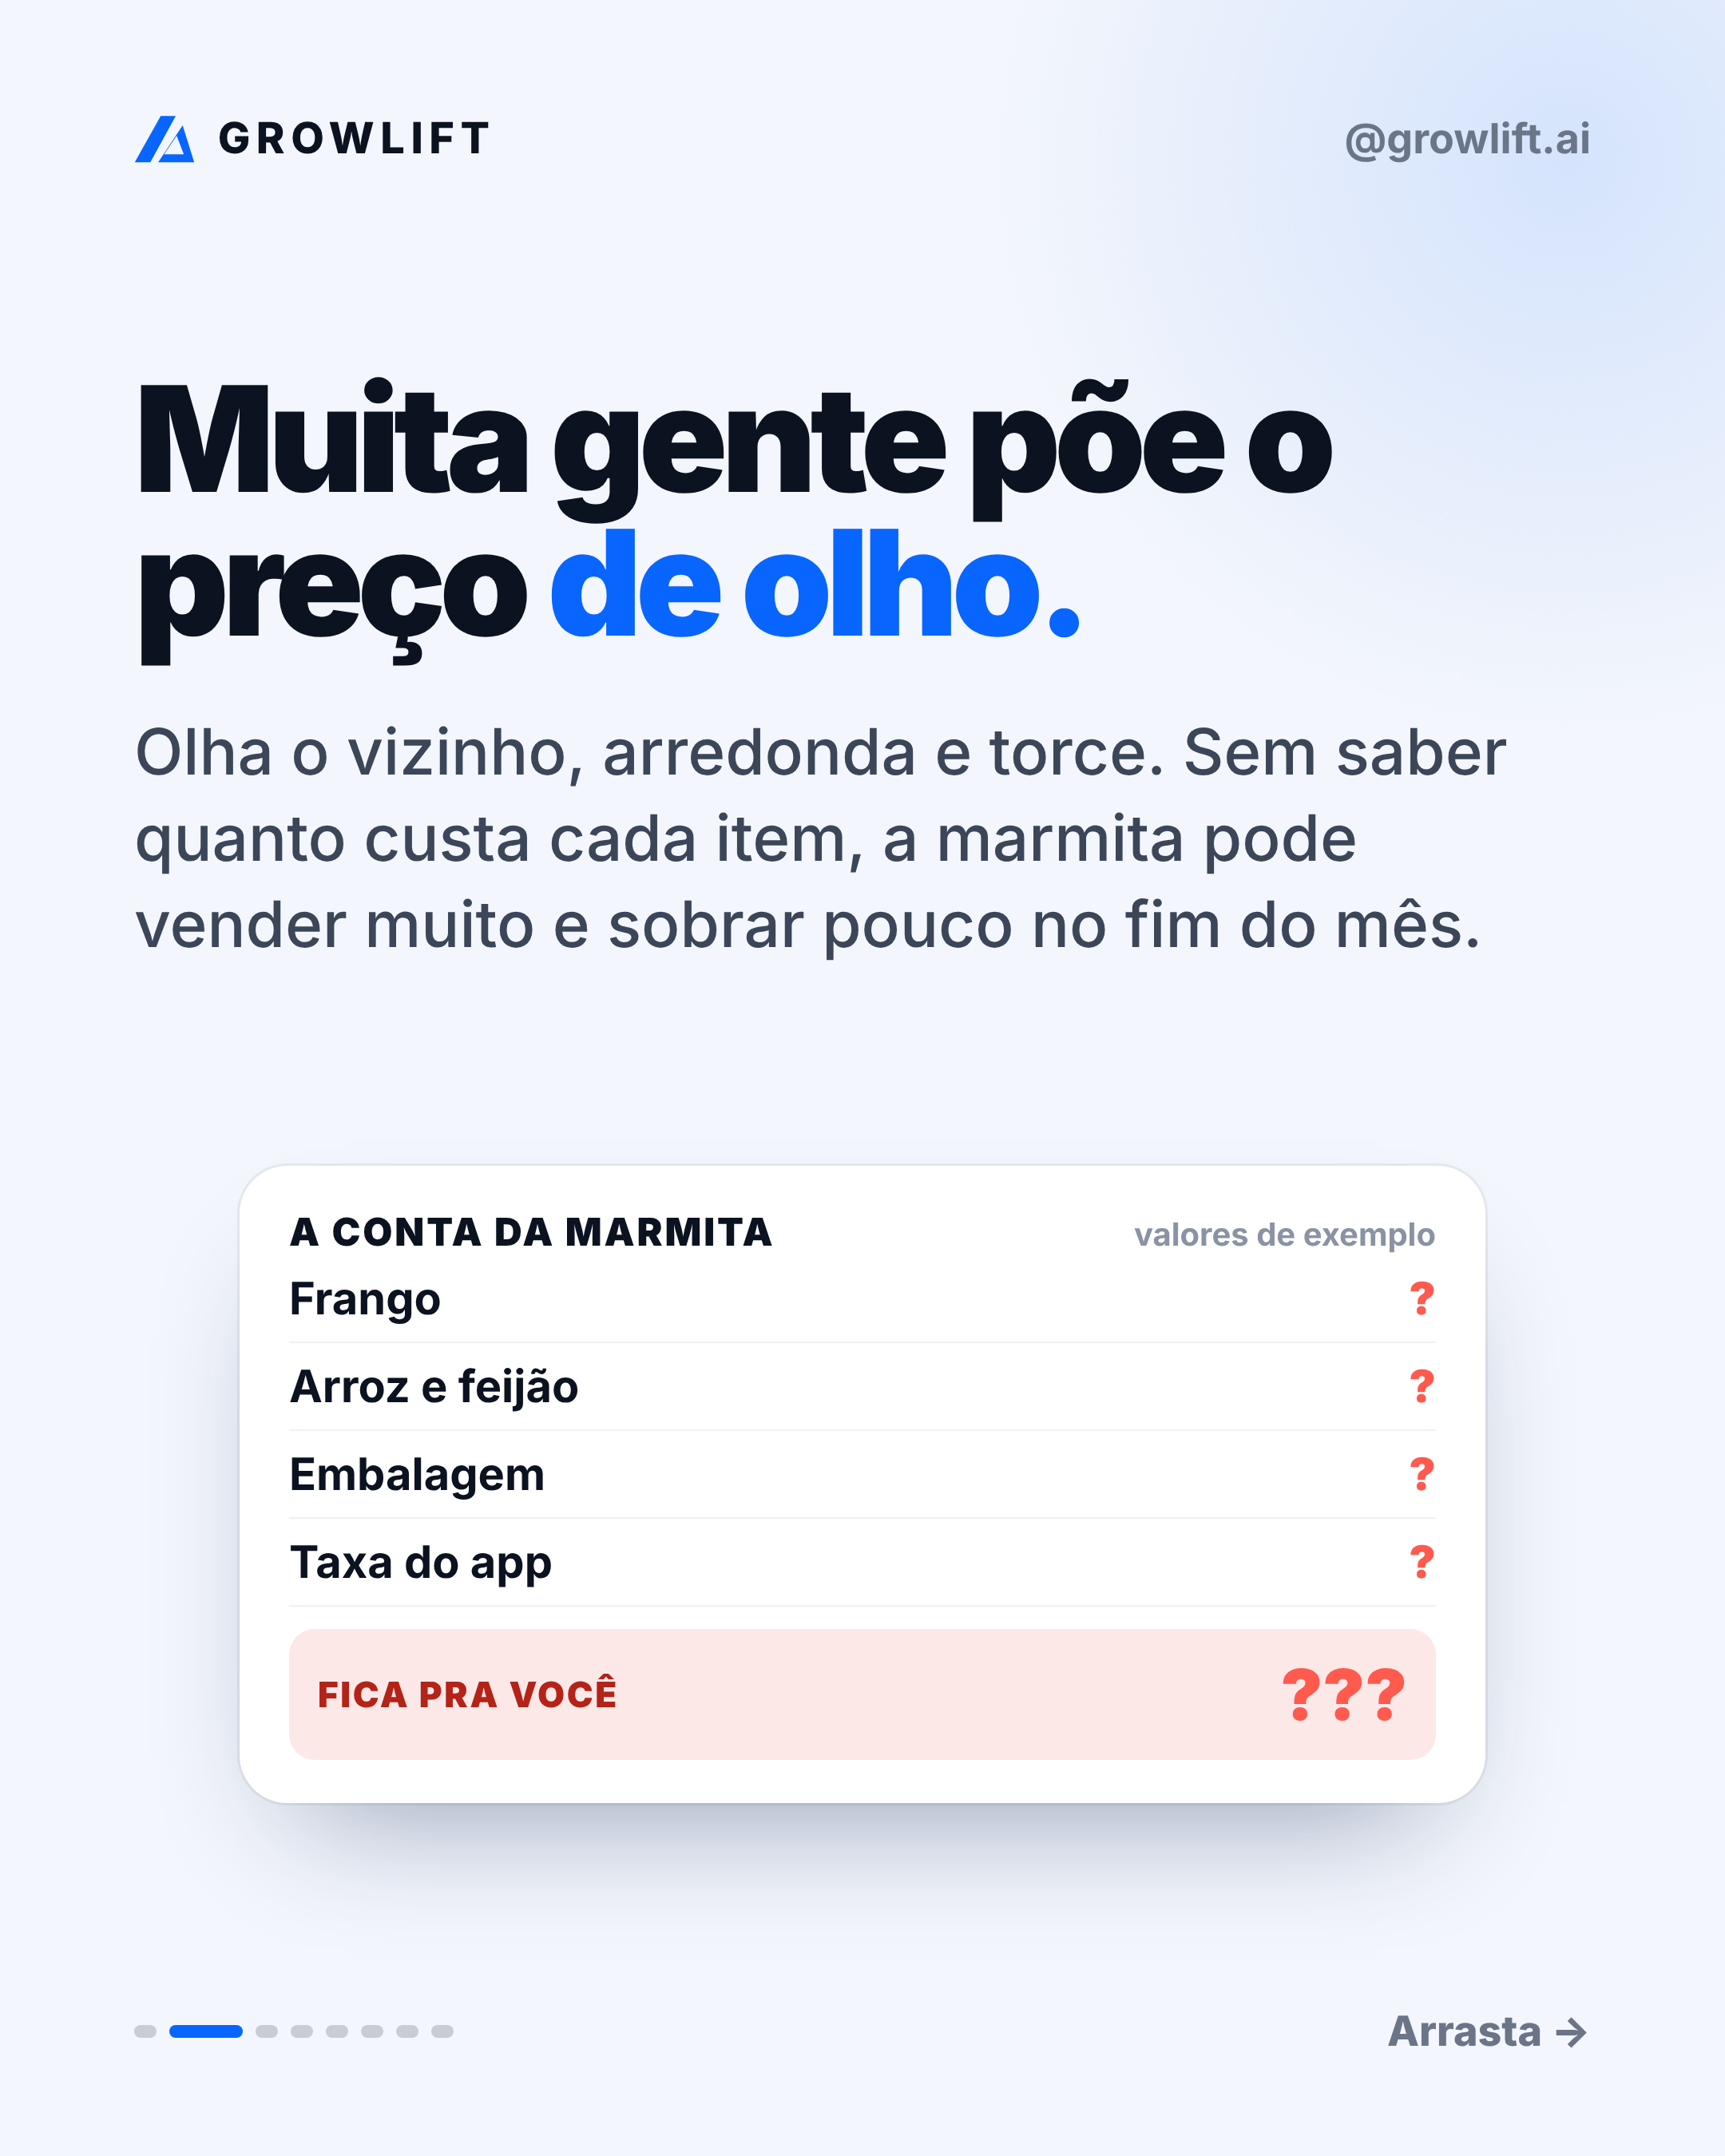 GROWLIFT
@growlift.ai
Muita gente põe o
preço de olho.
Olha o vizinho, arredonda e torce. Sem saber
quanto custa cada item, a marmita pode
vender muito e sobrar pouco no fim do mês.
A CONTA DA MARMITA
valores de exemplo
Frango ?
Arroz e feijão ?
Embalagem ?
Taxa do app ?
FICA PRA VOCÊ ???
Arrasta →